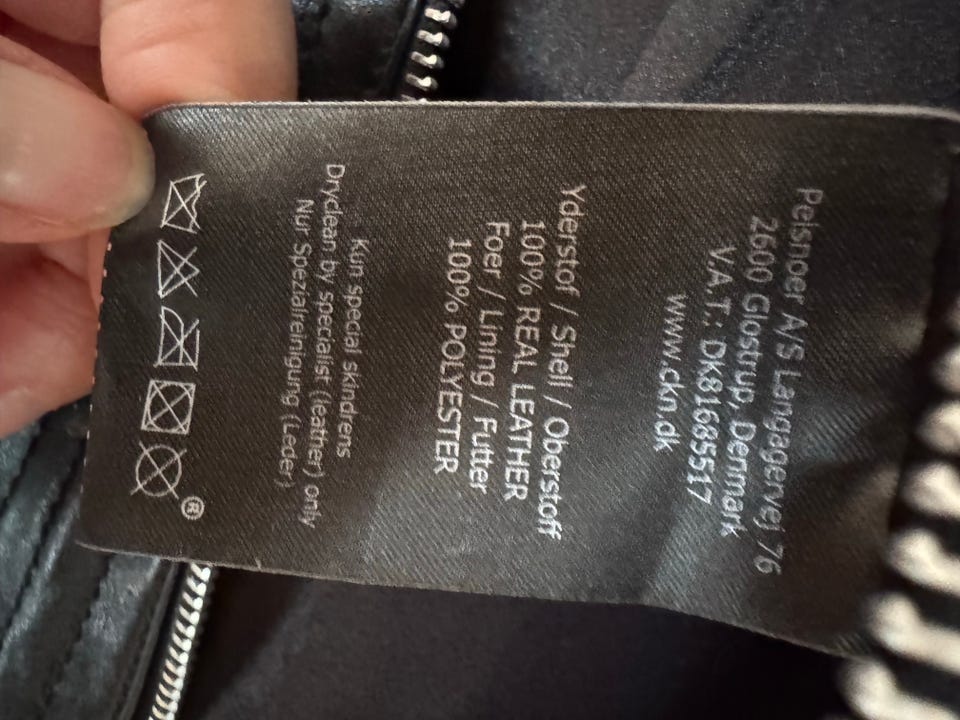 Peisner A/S Langagervej 76
2600 Glostrup, Denmark
V.A.T.: Dk81685517
www.ckn.dk
Yderstof / Shell / Oberstoff
100% REAL LEATHER
Foer / Lining / Futter
100% POLYESTER
Kun special skindrens
Dryclean by specialist (leather) only
Nur Spezialreinigung (Leder)
®